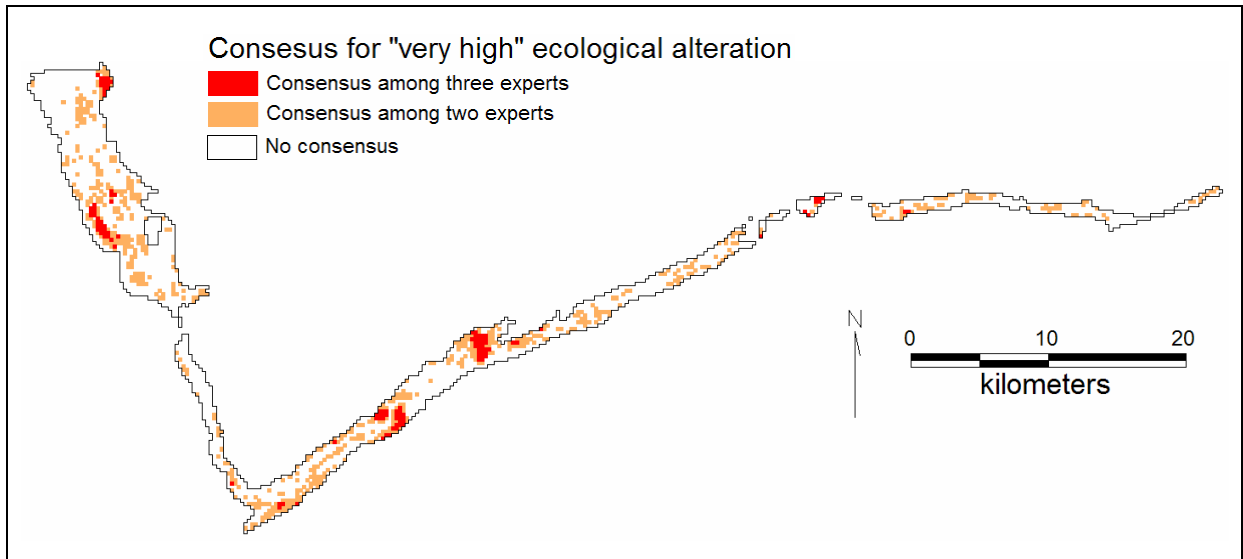 Consesus for "very high" ecological alteration
Consensus among three experts
Consensus among two experts
No consensus
N
0 10 20
kilometers